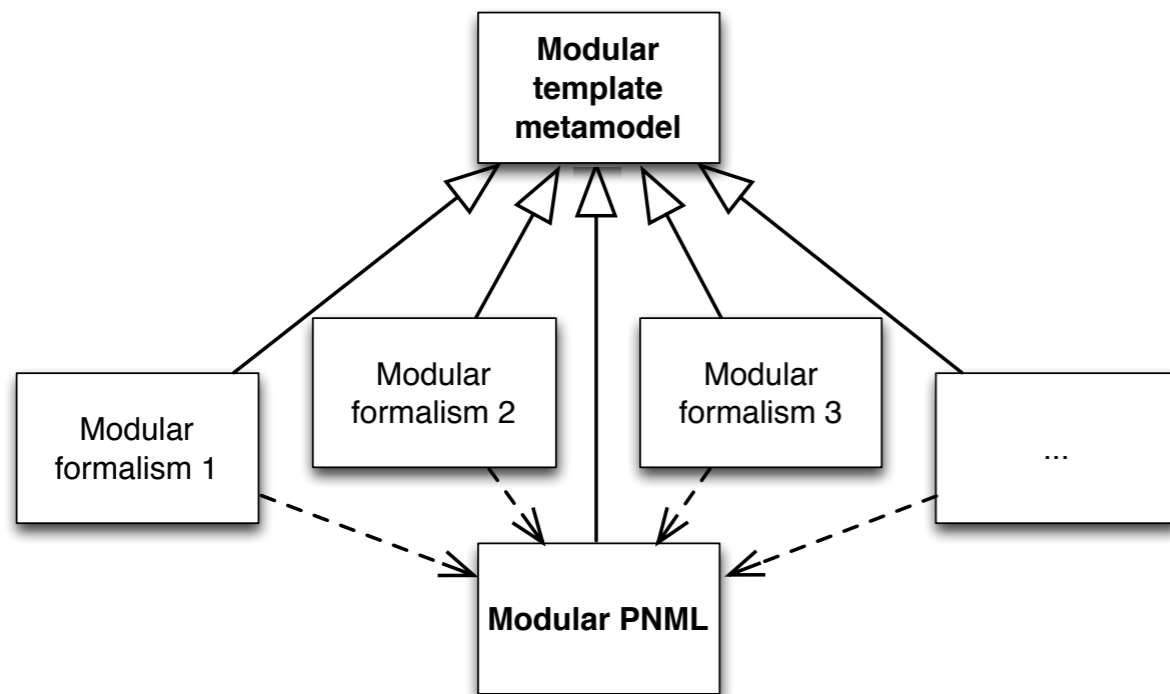 Modular
template
metamodel
Modular
formalism 1
Modular
formalism 2
Modular
formalism 3
...
Modular PNML